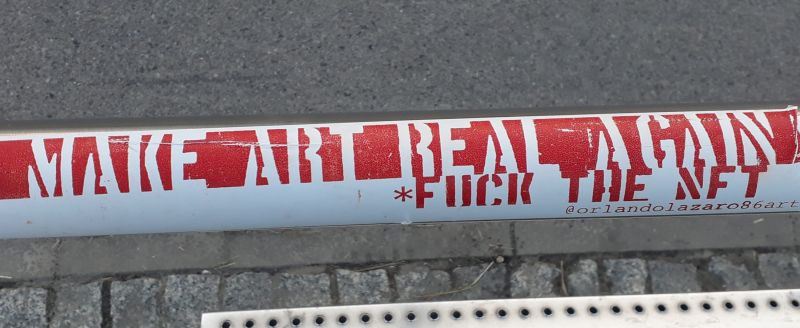 MAKE ART REAL AGAIN
*FUCK THE NFT
@orlandolazaro86art